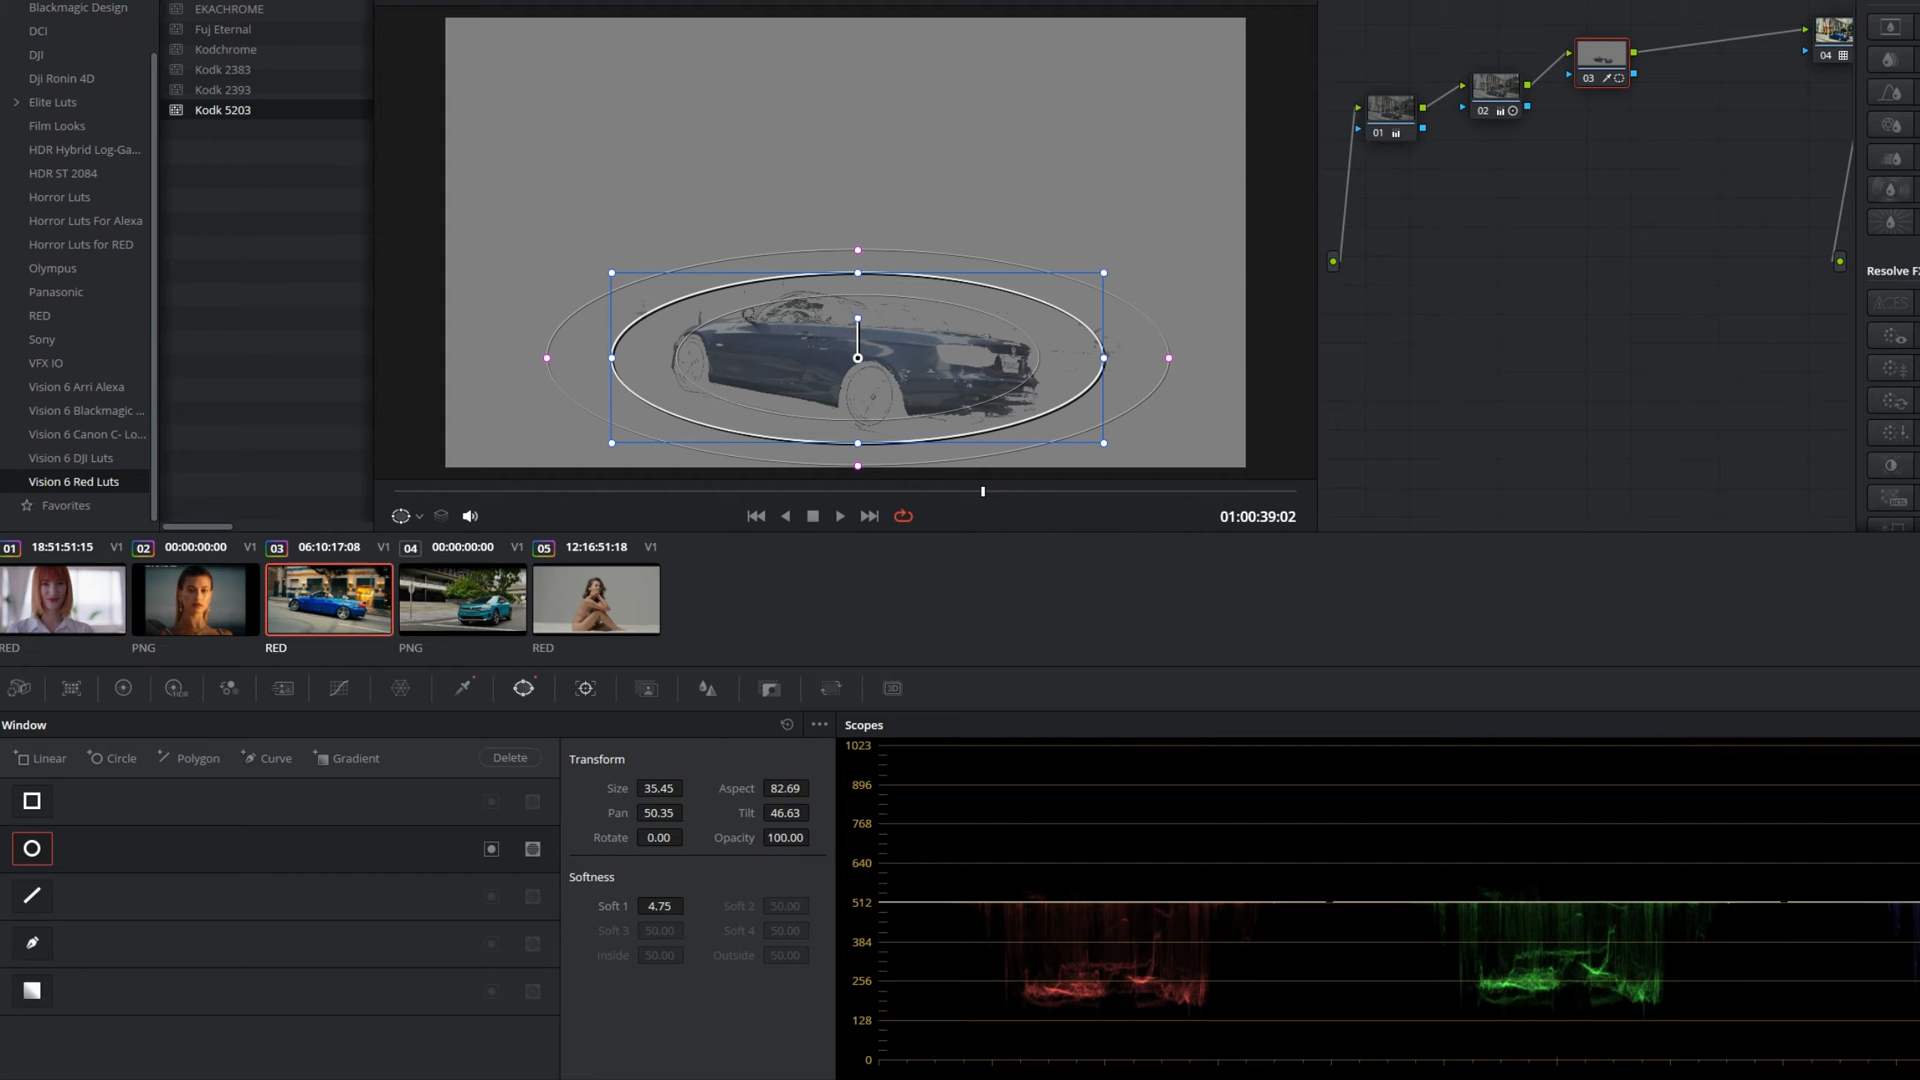 Blackmagic Design
DCI
DJI
Dji Ronin 4D
Elite Luts
Film Looks
HDR Hybrid Log-Ga...
HDR ST 2084
Horror Luts
Horror Luts For Alexa
Horror Luts for RED
Olympus
Panasonic
RED
Sony
VFX IO
Vision 6 Arri Alexa
Vision 6 Blackmagic ...
Vision 6 Canon C- Lo...
Vision 6 DJI Luts
Vision 6 Red Luts
Favorites
EKACHROME
Fuj Eternal
Kodchrome
Kodk 2383
Kodk 2393
Kodk 5203
01:00:39:02
01
02
03
04
Resolve FX
ACES
01 18:51:51:15 V1
02 00:00:00:00 V1
03 06:10:17:08 V1
04 00:00:00:00 V1
05 12:16:51:18 V1
RED
PNG
RED
PNG
RED
HDR
3D
Window
Linear
Circle
Polygon
Curve
Gradient
Delete
Transform
Size 35.45 Aspect 82.69
Pan 50.35 Tilt 46.63
Rotate 0.00 Opacity 100.00
Softness
Soft 1 4.75 Soft 2 50.00
Soft 3 50.00 Soft 4 50.00
Inside 50.00 Outside 50.00
Scopes
1023
896
768
640
512
384
256
128
0